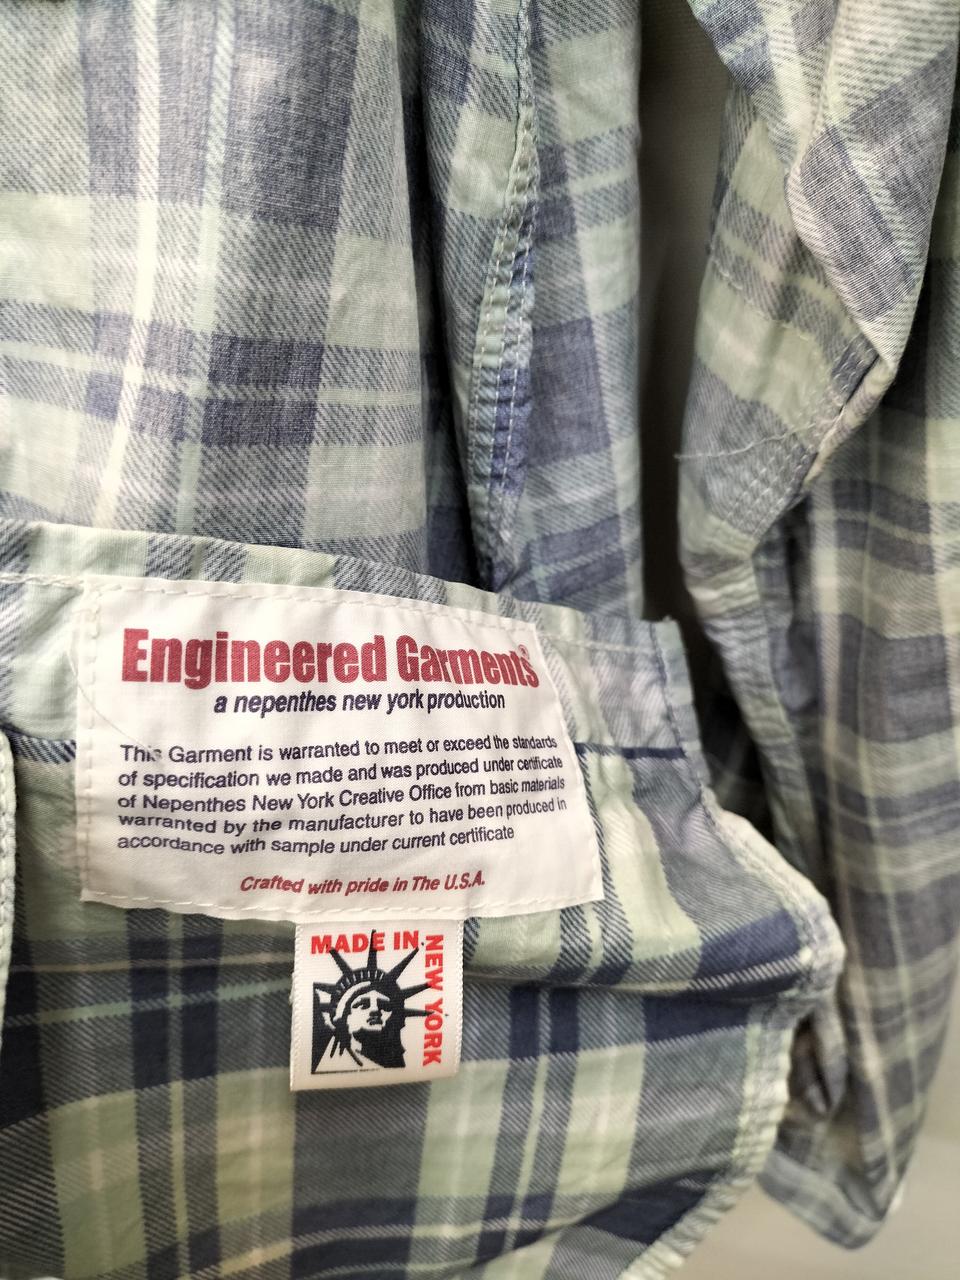 Engineered Garments®
a nepenthes new york production
This Garment is warranted to meet or exceed the standards
of specification we made and was produced under certificate
of Nepenthes New York Creative Office from basic materials
warranted by the manufacturer to have been produced in
accordance with sample under current certificate
Crafted with pride in The U.S.A.
MADE IN
NEW YORK